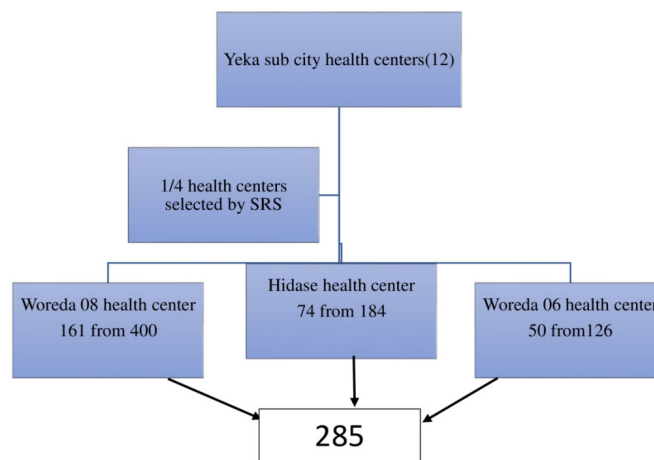 Yeka sub city health centers(12)
1/4 health centers
selected by SRS
Woreda 08 health center
161 from 400
Hidase health center
74 from 184
Woreda 06 health center
50 from126
285